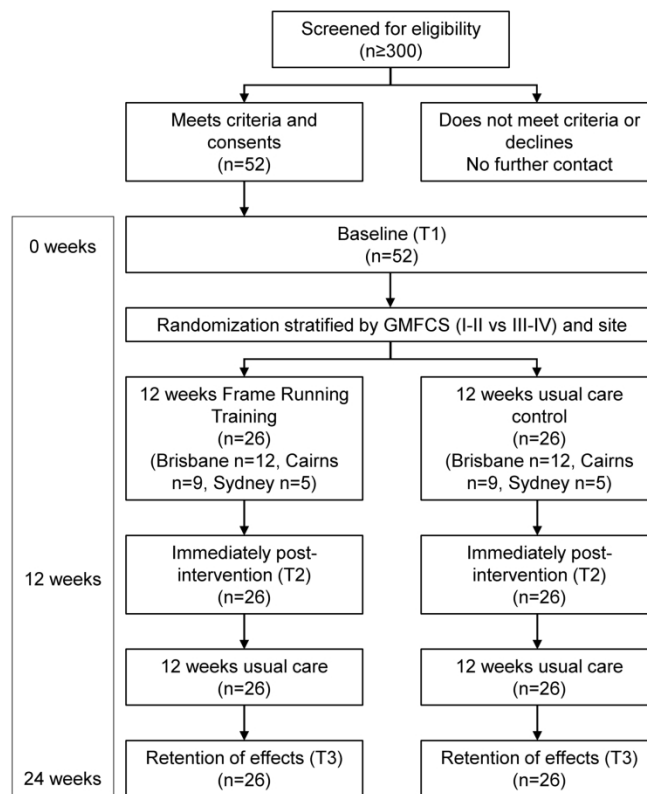 Screened for eligibility
(n≥300)
Meets criteria and
consents
(n=52)
Does not meet criteria or
declines
No further contact
0 weeks
Baseline (T1)
(n=52)
Randomization stratified by GMFCS (I-II vs III-IV) and site
12 weeks Frame Running
Training
(n=26)
(Brisbane n=12, Cairns
n=9, Sydney n=5)
12 weeks usual care
control
(n=26)
(Brisbane n=12, Cairns
n=9, Sydney n=5)
12 weeks
Immediately post-
intervention (T2)
(n=26)
Immediately post-
intervention (T2)
(n=26)
12 weeks usual care
(n=26)
12 weeks usual care
(n=26)
24 weeks
Retention of effects (T3)
(n=26)
Retention of effects (T3)
(n=26)